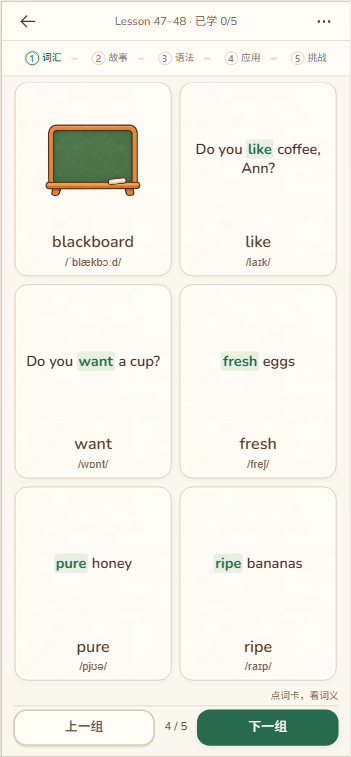 Lesson 47-48 · 已学 0/5
1 词汇 – 2 故事 – 3 语法 – 4 应用 – 5 挑战
blackboard
/ˈblækbɔːd/
Do you like coffee,
Ann?
like
/laɪk/
Do you want a cup?
want
/wɒnt/
fresh eggs
fresh
/freʃ/
pure honey
pure
/pjʊə/
ripe bananas
ripe
/raɪp/
点词卡，看词义
上一组
4 / 5
下一组